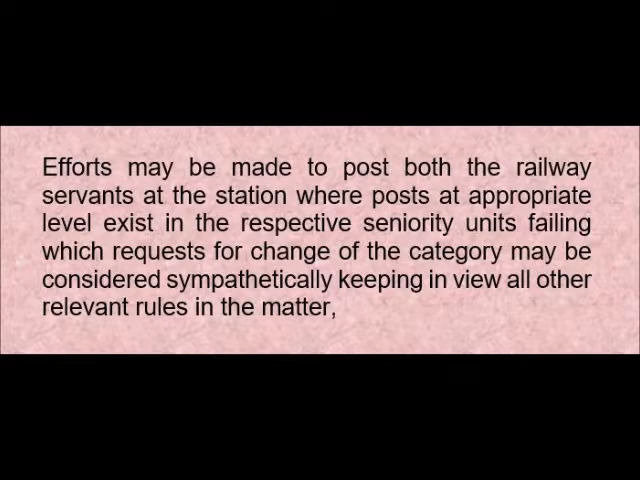 Efforts may be made to post both the railway
servants at the station where posts at appropriate
level exist in the respective seniority units failing
which requests for change of the category may be
considered sympathetically keeping in view all other
relevant rules in the matter,